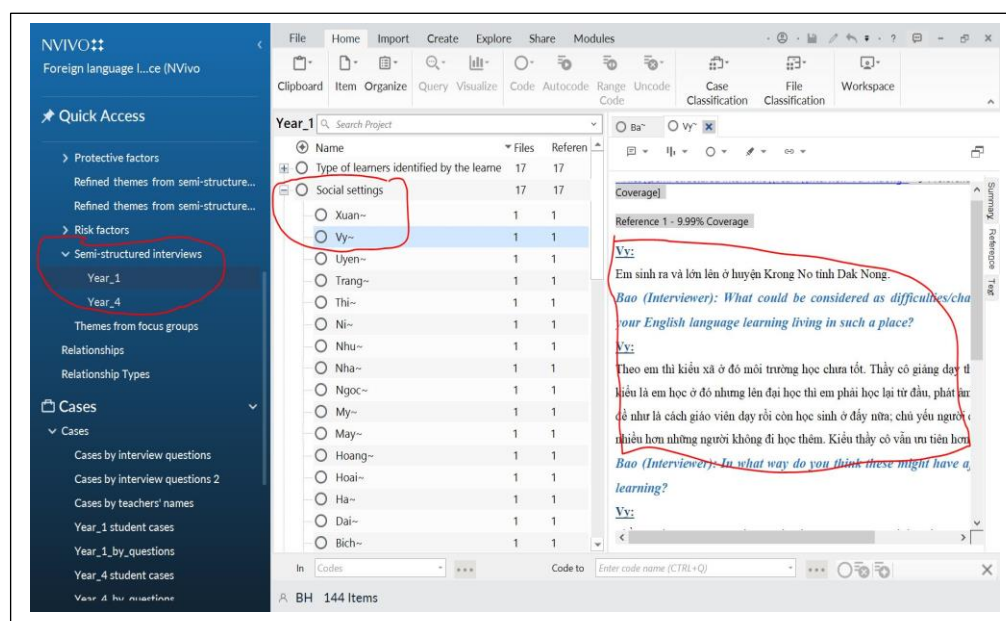 NVIVO
Foreign language l...ce (NVivo
Quick Access
Protective factors
Refined themes from semi-structure...
Refined themes from semi-structure...
Risk factors
Semi-structured interviews
Year_1
Year_4
Themes from focus groups
Relationships
Relationship Types
Cases
Cases
Cases by interview questions
Cases by interview questions 2
Cases by teachers' names
Year_1 student cases
Year_1_by_questions
Year_4 student cases
Year_4_by_questions
File Home Import Create Explore Share Modules
Clipboard Item Organize Query Visualize Code Autocode Range Code Uncode Case Classification File Classification Workspace
Year_1 Search Project
Name Files Referen
Type of learners identified by the learne 17 17
Social settings 17 17
Xuan~ 1 1
Vy~ 1 1
Uyen~ 1 1
Trang~ 1 1
Thi~ 1 1
Ni~ 1 1
Nhu~ 1 1
Nha~ 1 1
Ngoc~ 1 1
My~ 1 1
May~ 1 1
Hoang~ 1 1
Hoai~ 1 1
Ha~ 1 1
Dai~ 1 1
Bich~ 1 1
Ba~ Vy~
Coverage]
Reference 1 - 9.99% Coverage
Vy:
Em sinh ra và lớn lên ở huyện Krong No tỉnh Dak Nong.
Bao (Interviewer): What could be considered as difficulties/cha
your English language learning living in such a place?
Vy:
Theo em thì kiểu xã ở đó môi trường học chưa tốt. Thầy cô giảng dạy th
kiểu là em học ở đó nhưng lên đại học thì em phải học lại từ đầu, phát âm
đề như là cách giáo viên dạy rồi còn học sinh ở đấy nữa; chủ yếu người
nhiều hơn những người không đi học thêm. Kiểu thầy cô vẫn ưu tiên hơn
Bao (Interviewer): In what way do you think these might have a
learning?
Vy:
Summary
Reference
Text
In Codes Code to Enter code name (CTRL+Q)
BH 144 Items